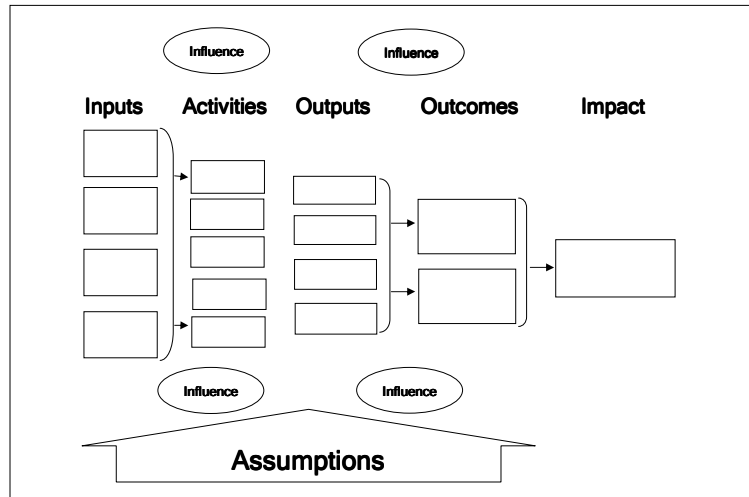 Influence
Influence
Inputs Activities Outputs Outcomes Impact
Influence
Influence
Assumptions